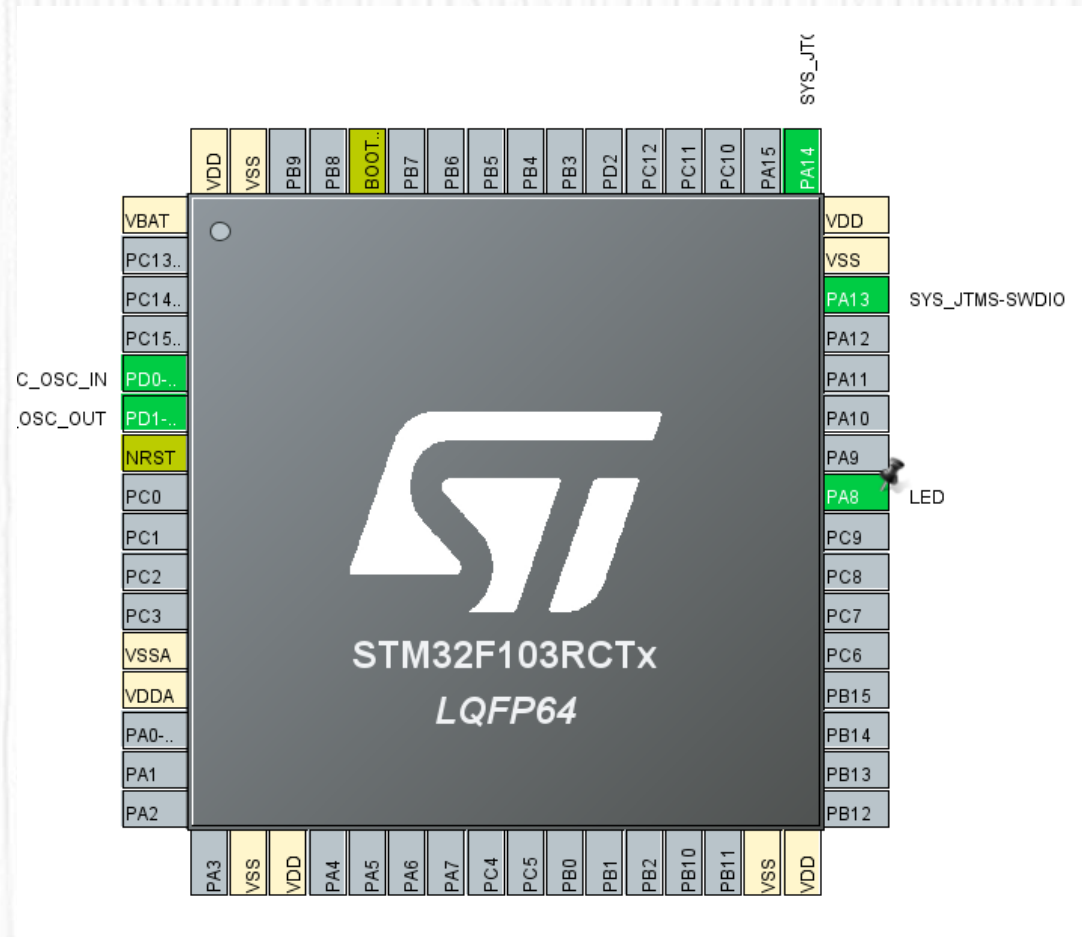 SYS_JT(
VDD
VSS
PB9
PB8
BOOT..
PB7
PB6
PB5
PB4
PB3
PD2
PC12
PC11
PC10
PA15
PA14
VBAT
PC13..
PC14..
PC15..
C_OSC_IN PD0-..
_OSC_OUT PD1-..
NRST
PC0
PC1
PC2
PC3
VSSA
VDDA
PA0-..
PA1
PA2
STM32F103RCTx
LQFP64
VDD
VSS
PA13 SYS_JTMS-SWDIO
PA12
PA11
PA10
PA9
PA8 LED
PC9
PC8
PC7
PC6
PB15
PB14
PB13
PB12
PA3
VSS
VDD
PA4
PA5
PA6
PA7
PC4
PC5
PB0
PB1
PB2
PB10
PB11
VSS
VDD